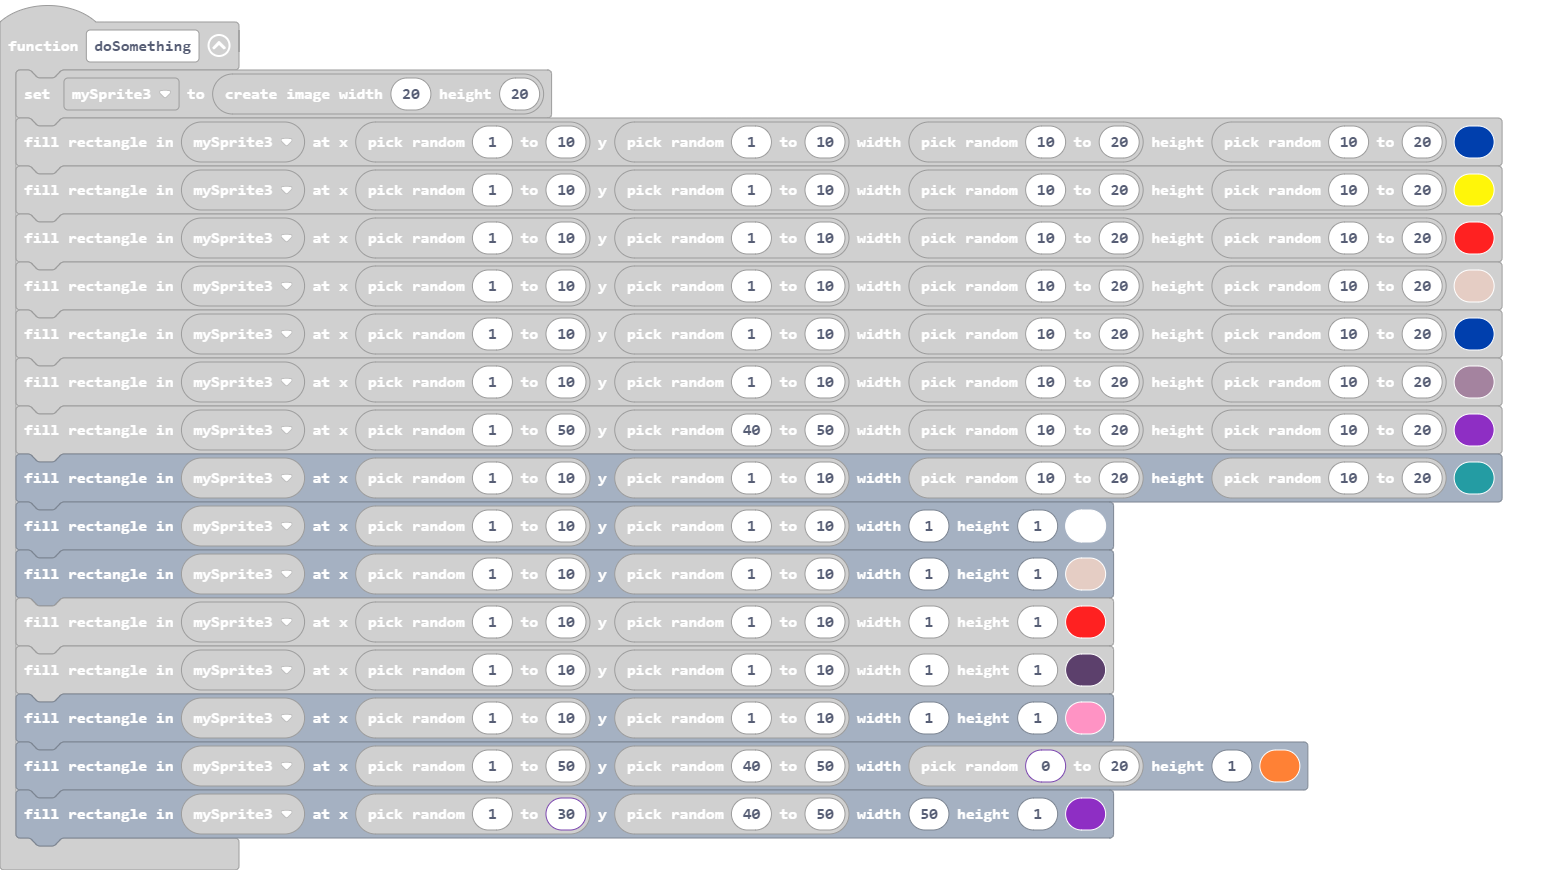 function doSomething
set mySprite3 to create image width 20 height 20
fill rectangle in mySprite3 at x pick random 1 to 10 y pick random 1 to 10 width pick random 10 to 20 height pick random 10 to 20
fill rectangle in mySprite3 at x pick random 1 to 10 y pick random 1 to 10 width pick random 10 to 20 height pick random 10 to 20
fill rectangle in mySprite3 at x pick random 1 to 10 y pick random 1 to 10 width pick random 10 to 20 height pick random 10 to 20
fill rectangle in mySprite3 at x pick random 1 to 10 y pick random 1 to 10 width pick random 10 to 20 height pick random 10 to 20
fill rectangle in mySprite3 at x pick random 1 to 10 y pick random 1 to 10 width pick random 10 to 20 height pick random 10 to 20
fill rectangle in mySprite3 at x pick random 1 to 10 y pick random 1 to 10 width pick random 10 to 20 height pick random 10 to 20
fill rectangle in mySprite3 at x pick random 1 to 50 y pick random 40 to 50 width pick random 10 to 20 height pick random 10 to 20
fill rectangle in mySprite3 at x pick random 1 to 10 y pick random 1 to 10 width pick random 10 to 20 height pick random 10 to 20
fill rectangle in mySprite3 at x pick random 1 to 10 y pick random 1 to 10 width 1 height 1
fill rectangle in mySprite3 at x pick random 1 to 10 y pick random 1 to 10 width 1 height 1
fill rectangle in mySprite3 at x pick random 1 to 10 y pick random 1 to 10 width 1 height 1
fill rectangle in mySprite3 at x pick random 1 to 10 y pick random 1 to 10 width 1 height 1
fill rectangle in mySprite3 at x pick random 1 to 10 y pick random 1 to 10 width 1 height 1
fill rectangle in mySprite3 at x pick random 1 to 50 y pick random 40 to 50 width pick random 0 to 20 height 1
fill rectangle in mySprite3 at x pick random 1 to 30 y pick random 40 to 50 width 50 height 1